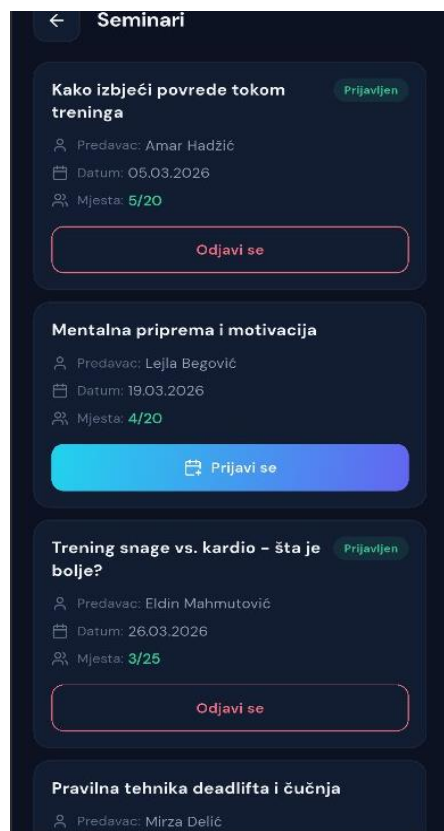 Seminari
Kako izbjeći povrede tokom
treninga
Prijavljen
Predavac: Amar Hadžić
Datum: 05.03.2026
Mjesta: 5/20
Odjavi se
Mentalna priprema i motivacija
Predavac: Lejla Begović
Datum: 19.03.2026
Mjesta: 4/20
Prijavi se
Trening snage vs. kardio – šta je
bolje?
Prijavljen
Predavac: Eldin Mahmutović
Datum: 26.03.2026
Mjesta: 3/25
Odjavi se
Pravilna tehnika deadlifta i čučnja
Predavac: Mirza Delić